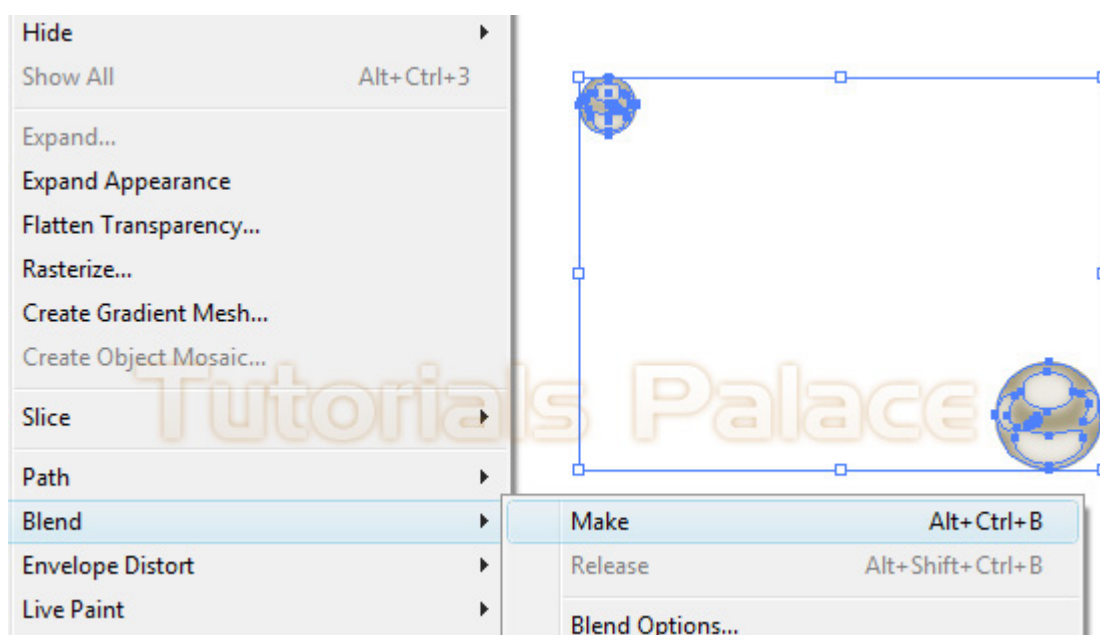 Hide
Show All Alt+Ctrl+3
Expand...
Expand Appearance
Flatten Transparency...
Rasterize...
Create Gradient Mesh...
Create Object Mosaic...
Tutorials Palace
Slice
Path
Blend
Make Alt+Ctrl+B
Envelope Distort
Release Alt+Shift+Ctrl+B
Live Paint
Blend Options...